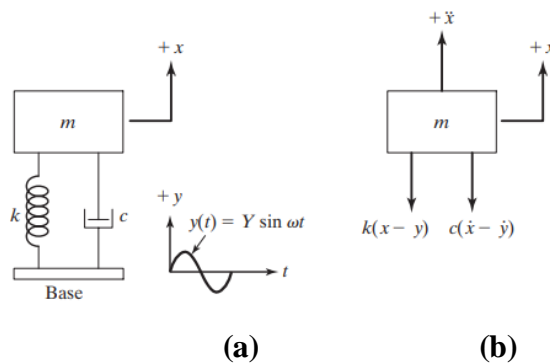 +ẍ
+x
+x
m
m
k
c
+y
y(t) = Y sin ωt
k(x − y)
c(ẋ − ẏ)
t
Base
(a)
(b)